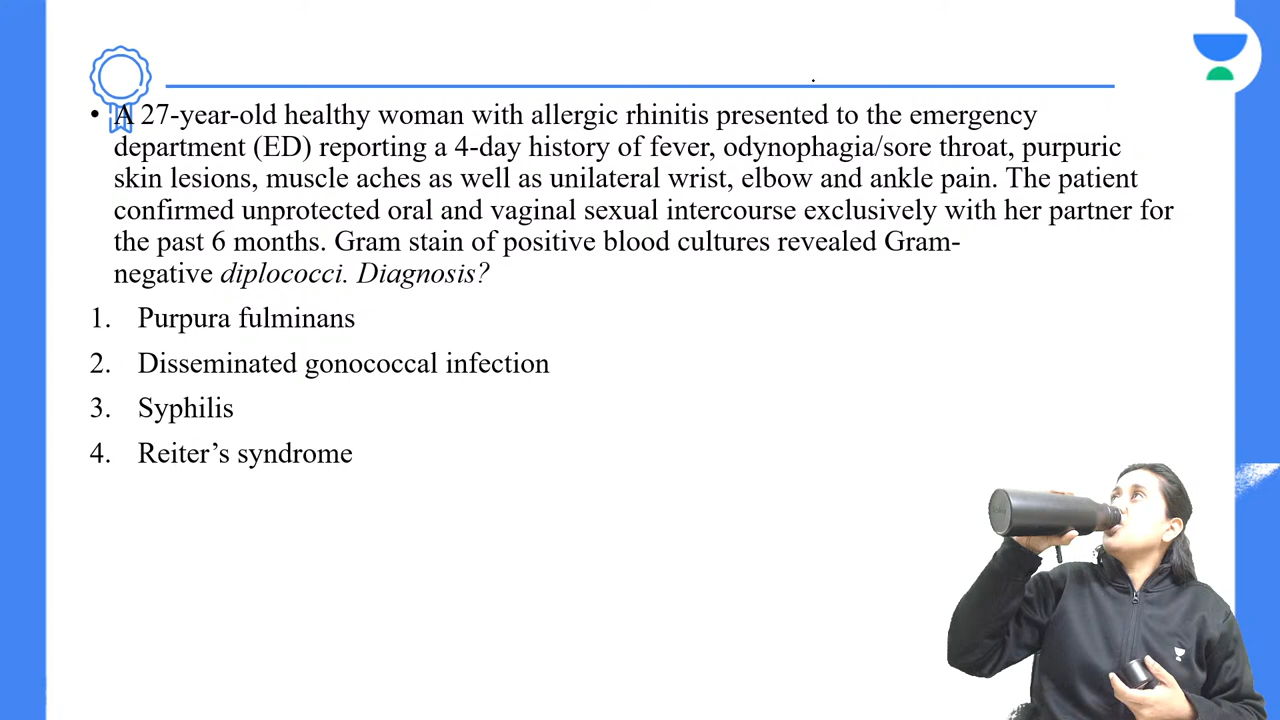 • A 27-year-old healthy woman with allergic rhinitis presented to the emergency
department (ED) reporting a 4-day history of fever, odynophagia/sore throat, purpuric
skin lesions, muscle aches as well as unilateral wrist, elbow and ankle pain. The patient
confirmed unprotected oral and vaginal sexual intercourse exclusively with her partner for
the past 6 months. Gram stain of positive blood cultures revealed Gram-
negative diplococci. Diagnosis?
1. Purpura fulminans
2. Disseminated gonococcal infection
3. Syphilis
4. Reiter’s syndrome